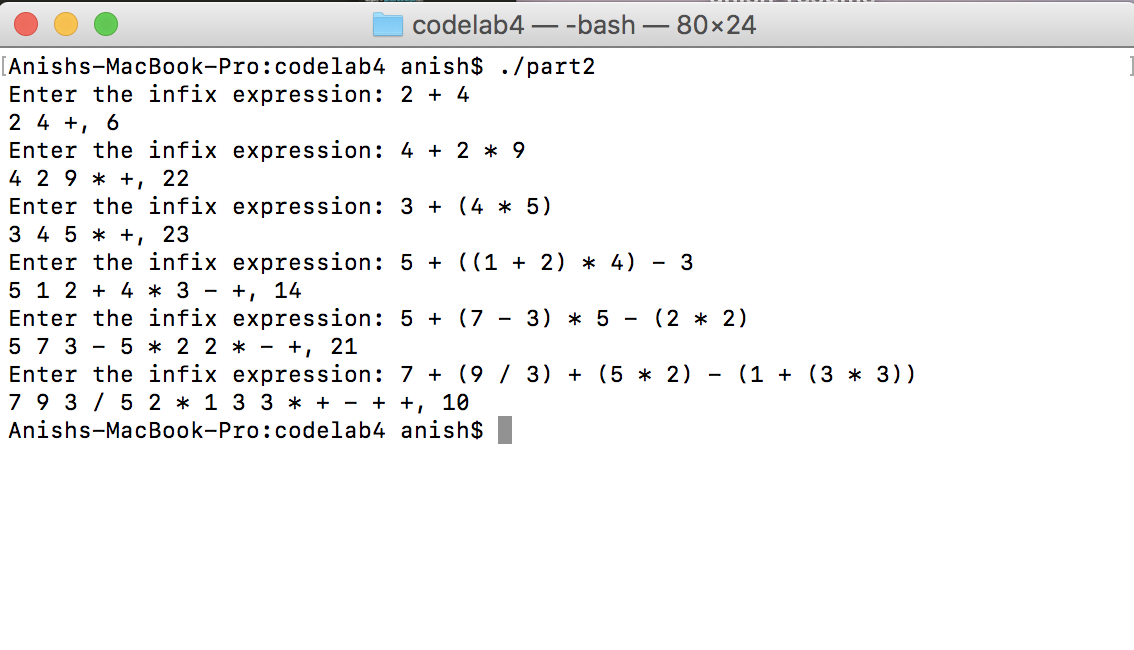 codelab4 — -bash — 80×24
[Anishs-MacBook-Pro:codelab4 anish$ ./part2 ]
Enter the infix expression: 2 + 4
2 4 +, 6
Enter the infix expression: 4 + 2 * 9
4 2 9 * +, 22
Enter the infix expression: 3 + (4 * 5)
3 4 5 * +, 23
Enter the infix expression: 5 + ((1 + 2) * 4) - 3
5 1 2 + 4 * 3 - +, 14
Enter the infix expression: 5 + (7 - 3) * 5 - (2 * 2)
5 7 3 - 5 * 2 2 * - +, 21
Enter the infix expression: 7 + (9 / 3) + (5 * 2) - (1 + (3 * 3))
7 9 3 / 5 2 * 1 3 3 * + - + +, 10
Anishs-MacBook-Pro:codelab4 anish$